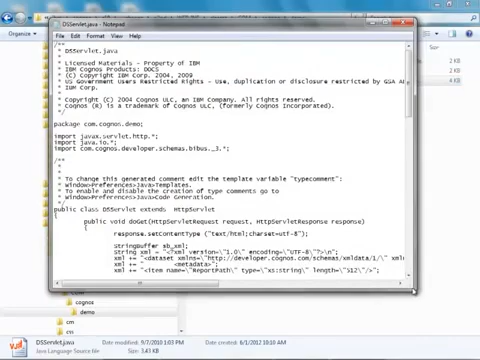 DSServlet.java - Notepad
Organize
File Edit Format View Help
/**
* DSServlet.java
*
* Licensed Materials - Property of IBM
* IBM Cognos Products: DOCS
* (C) Copyright IBM Corp. 2004, 2009
* US Government Users Restricted Rights - Use, duplication or disclosure restricted by GSA AD
* IBM Corp.
*
* Copyright (C) 2004 Cognos ULC, an IBM Company. All rights reserved.
* Cognos (R) is a trademark of Cognos ULC, (formerly Cognos Incorporated).
*/
package com.cognos.demo;
import javax.servlet.http.*;
import java.io.*;
import com.cognos.developer.schemas.bibus._3.*;
/**
*
* To change this generated comment edit the template variable "typecomment":
* Window>Preferences>Java>Templates.
* To enable and disable the creation of type comments go to
* Window>Preferences>Java>Code Generation.
*/
public class DSServlet extends HttpServlet
{
public void doGet(HttpServletRequest request, HttpServletResponse response)
{
response.setContentType ("text/html;charset=utf-8");
StringBuffer sb_xml;
String xml = "<?xml version=\"1.0\" encoding=\"UTF-8\"?>\n";
xml += "<dataset xmlns=\"http://developer.cognos.com/schemas/xmldata/1/\" xmln
xml += " <metadata>";
xml += "<item name=\"ReportPath\" type=\"xs:string\" length=\"512\"/>";
2 KB
2 KB
4 KB
cognos
demo
cm
DSServlet.java Date modified: 9/7/2010 1:03 PM Date created: 6/1/2012 10:10 AM
Java Language Source File Size: 3.43 KB